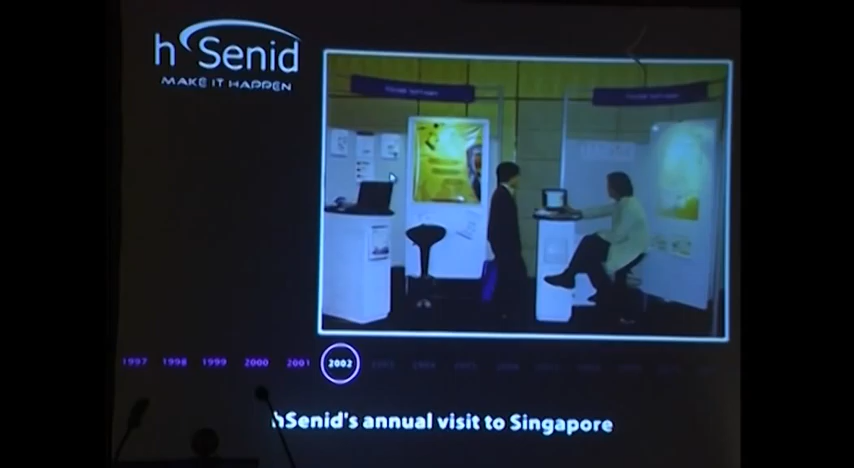 hSenid
MAKE IT HAPPEN
1997 1998 1999 2000 2001 2002
hSenid's annual visit to Singapore